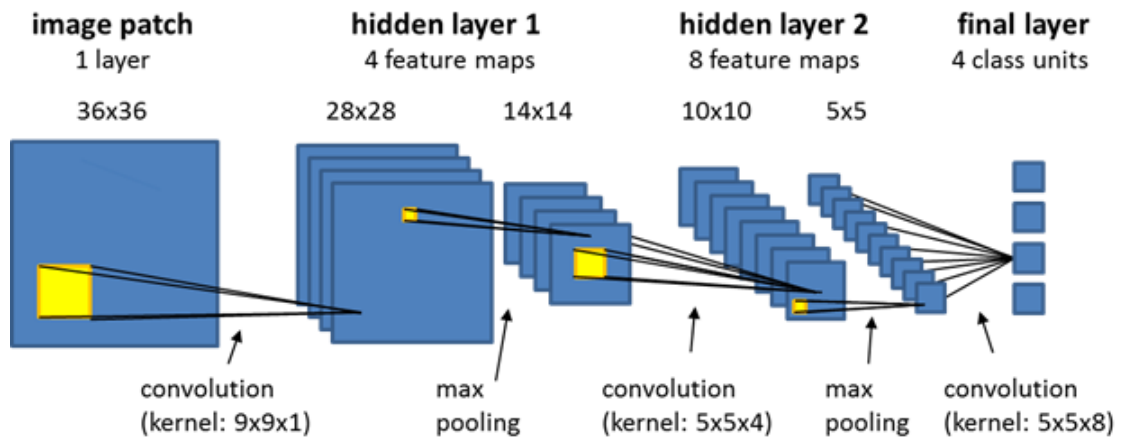 image patch
1 layer
36x36
hidden layer 1
4 feature maps
28x28
14x14
hidden layer 2
8 feature maps
10x10
5x5
final layer
4 class units
convolution
(kernel: 9x9x1)
max
pooling
convolution
(kernel: 5x5x4)
max
pooling
convolution
(kernel: 5x5x8)